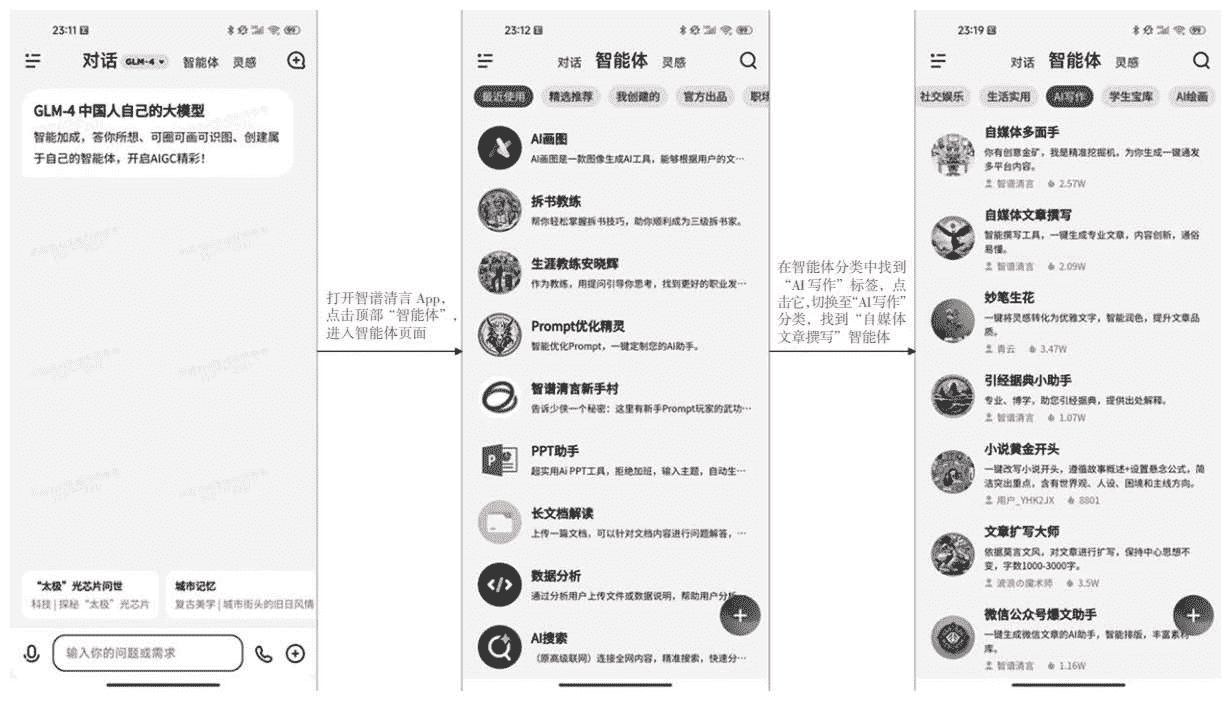 23:11
对话 GLM-4 智能体 灵感
GLM-4 中国人自己的大模型
智能加成，答你所想、可圈可画可识图、创建属
于自己的智能体，开启AIGC精彩！
“太极”光芯片问世
科技 | 探秘“太极”光芯片
城市记忆
复古美学 | 城市街头的旧日风情
输入你的问题或需求
打开智谱清言 App，
点击顶部“智能体”，
进入智能体页面
23:12
对话 智能体 灵感
最近使用 精选推荐 我创建的 官方出品 职场
AI画图
AI画图是一款图像生成AI工具，能够根据用户的文…
拆书教练
帮你轻松掌握拆书技巧，助你顺利成为三级拆书家。
生涯教练安晓辉
作为教练，用提问引导你思考，找到更好的职业发…
Prompt优化精灵
智能优化Prompt，一键定制您的AI助手。
智谱清言新手村
告诉少侠一个秘密：这里有新手Prompt玩家的武功…
PPT助手
超实用Ai PPT工具，拒绝加班，输入主题，自动生…
长文档解读
上传一篇文档，可以针对文档内容进行问题解答，…
数据分析
通过分析用户上传文件或数据说明，帮助用户分析…
AI搜索
（原高级联网）连接全网内容，精准搜索，快速分…
在智能体分类中找到
“AI 写作”标签，点
击它,切换至“AI写作”
分类，找到“自媒体
文章撰写”智能体
23:19
对话 智能体 灵感
社交娱乐 生活实用 AI写作 学生宝库 AI绘画
自媒体多面手
你有创意金矿，我是精准挖掘机，为你生成一键通发
多平台内容。
智谱清言 2.57W
自媒体文章撰写
智能撰写工具，一键生成专业文章，内容创新，通俗
易懂。
智谱清言 2.09W
妙笔生花
一键将灵感转化为优雅文字，智能润色，提升文章品
质。
青云 3.47W
引经据典小助手
专业、博学，助您引经据典，提供出处解释。
智谱清言 1.07W
小说黄金开头
一键改写小说开头，遵循故事概述+设置悬念公式，简
洁突出重点，含有世界观、人设、困境和主线方向。
用户_YHK2JX 8801
文章扩写大师
依据莫言文风，对文章进行扩写，保持中心思想不
变，字数1000-3000字。
波浪の魔术师 3.5W
微信公众号爆文助手
一键生成微信文章的AI助手，智能排版，丰富素材
库。
智谱清言 1.16W